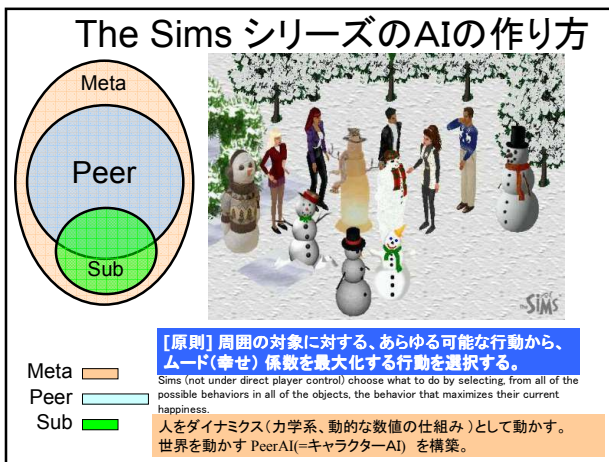 The Sims シリーズのAIの作り方
Meta
Peer
Sub
the SIMS
[原則] 周囲の対象に対する、あらゆる可能な行動から、
ムード(幸せ) 係数を最大化する行動を選択する。
Sims (not under direct player control) choose what to do by selecting, from all of the
possible behaviors in all of the objects, the behavior that maximizes their current
happiness.
Meta
Peer
Sub
人をダイナミクス(力学系、動的な数値の仕組み)として動かす。
世界を動かす PeerAI(=キャラクターAI) を構築。